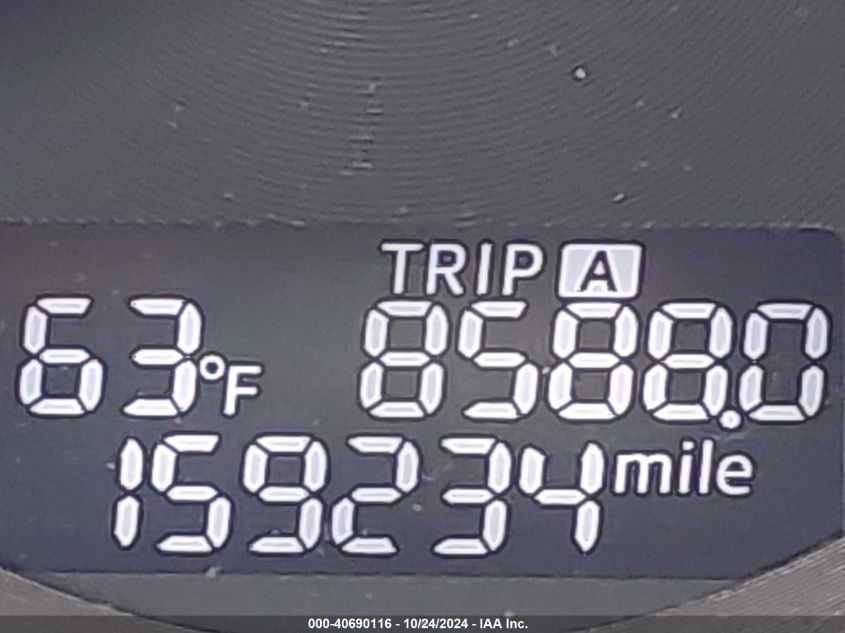 TRIP A
63°F 8588.0
159234 mile
000-40690116 - 10/24/2024 - IAA Inc.